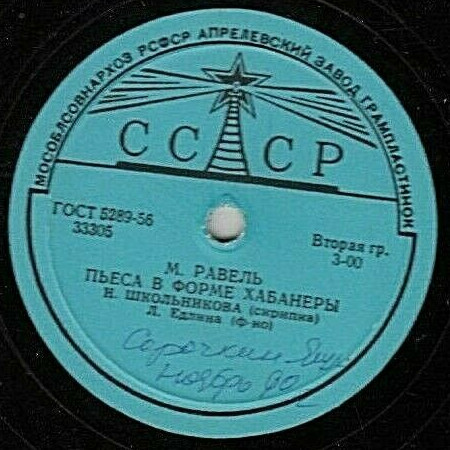 МОСОБЛСОВНАРХОЗ РСФСР АПРЕЛЕВСКИЙ ЗАВОД ГРАМПЛАСТИНОК
СССР
ГОСТ 5289-56
33305
Вторая гр.
3-00
М. РАВЕЛЬ
ПЬЕСА В ФОРМЕ ХАБАНЕРЫ
Н. ШКОЛЬНИКОВА (скрипка)
Л. Едлина (ф-но)
ноябрь